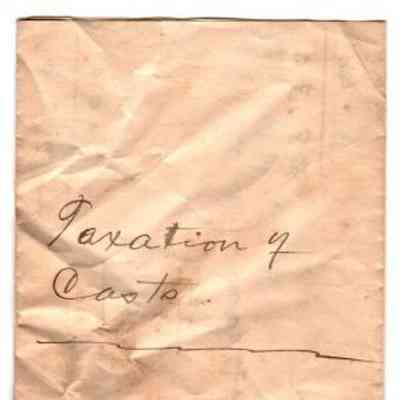 Taxation of
Costs